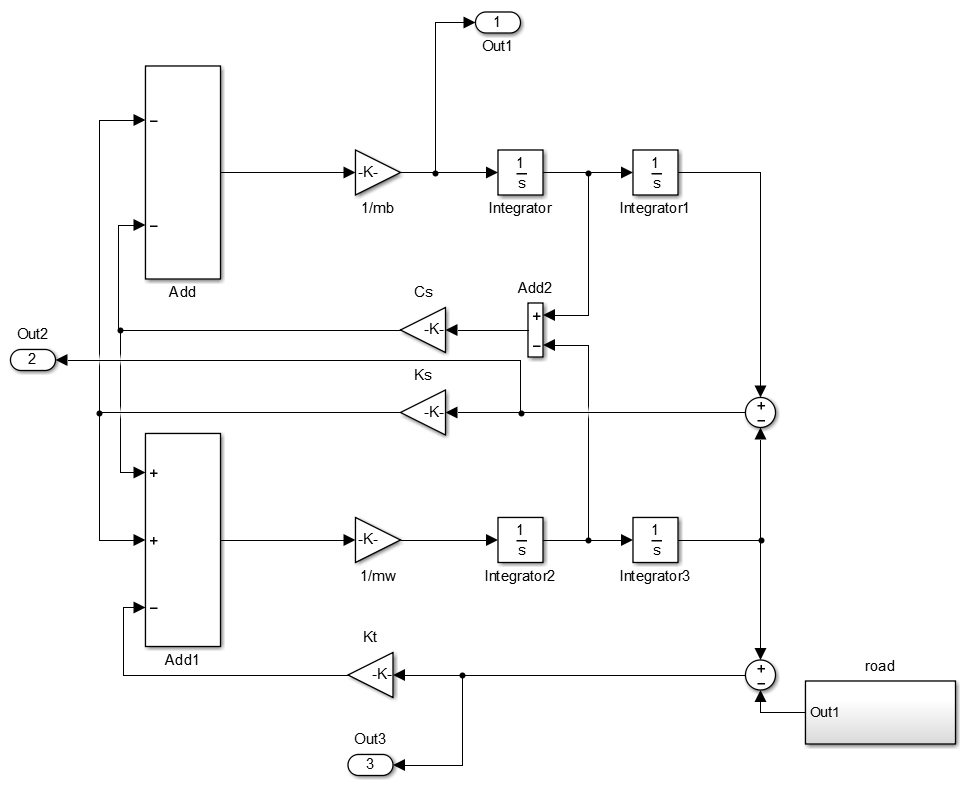 1
Out1
−
-K-
1
s
1
s
1/mb
Integrator
Integrator1
−
Add
Cs
Add2
+
-K-
−
Out2
2
Ks
-K-
+
−
+
+
-K-
1
s
1
s
1/mw
Integrator2
Integrator3
−
Kt
Add1
-K-
+
−
road
Out1
Out3
3